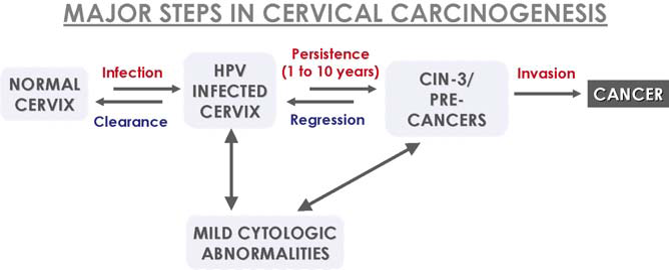 MAJOR STEPS IN CERVICAL CARCINOGENESIS
NORMAL
CERVIX
Infection
Clearance
HPV
INFECTED
CERVIX
Persistence
(1 to 10 years)
Regression
CIN-3/
PRE-
CANCERS
Invasion
CANCER
MILD CYTOLOGIC
ABNORMALITIES